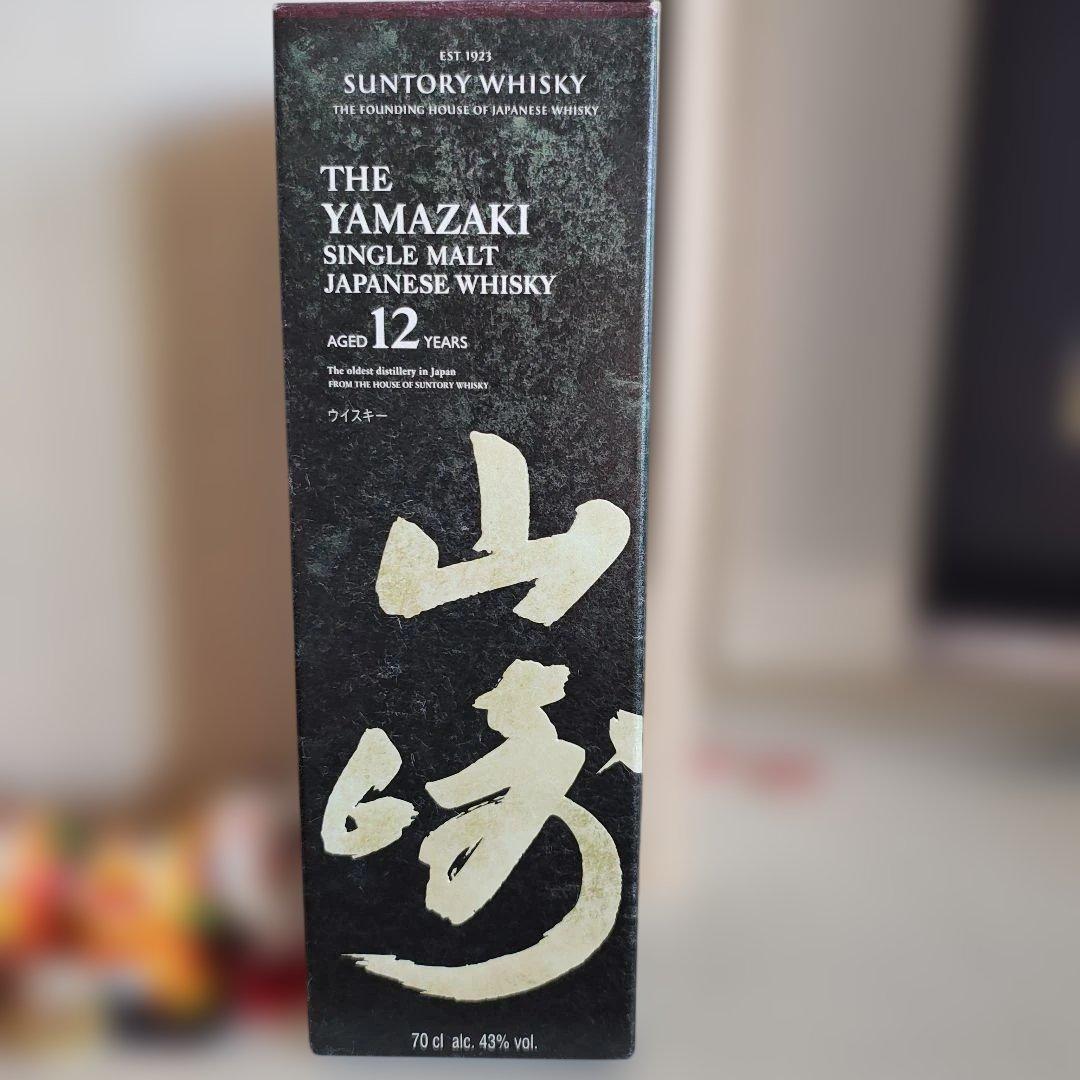 EST 1923
SUNTORY WHISKY
THE FOUNDING HOUSE OF JAPANESE WHISKY
THE
YAMAZAKI
SINGLE MALT
JAPANESE WHISKY
AGED 12 YEARS
The oldest distillery in Japan
FROM THE HOUSE OF SUNTORY WHISKY
ウイスキー
山
崎
70 cl alc. 43% vol.